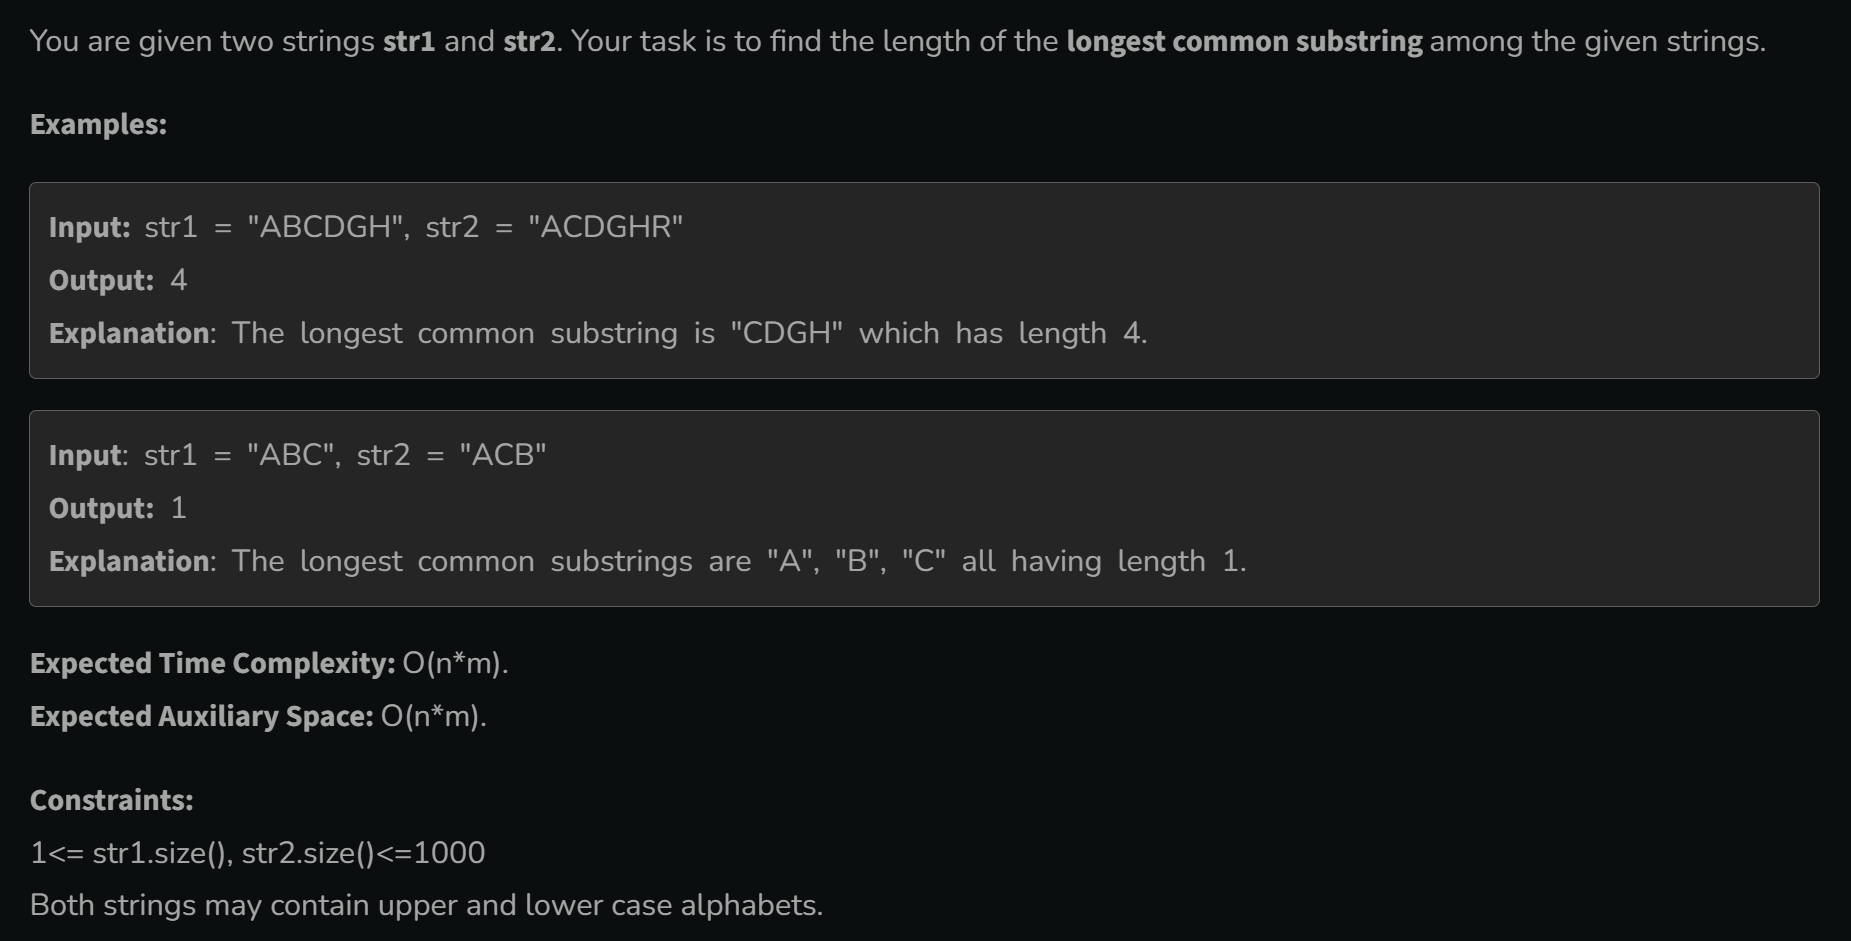 You are given two strings str1 and str2. Your task is to find the length of the longest common substring among the given strings.
Examples:
Input: str1 = "ABCDGH", str2 = "ACDGHR"
Output: 4
Explanation: The longest common substring is "CDGH" which has length 4.
Input: str1 = "ABC", str2 = "ACB"
Output: 1
Explanation: The longest common substrings are "A", "B", "C" all having length 1.
Expected Time Complexity: O(n*m).
Expected Auxiliary Space: O(n*m).
Constraints:
1<= str1.size(), str2.size()<=1000
Both strings may contain upper and lower case alphabets.